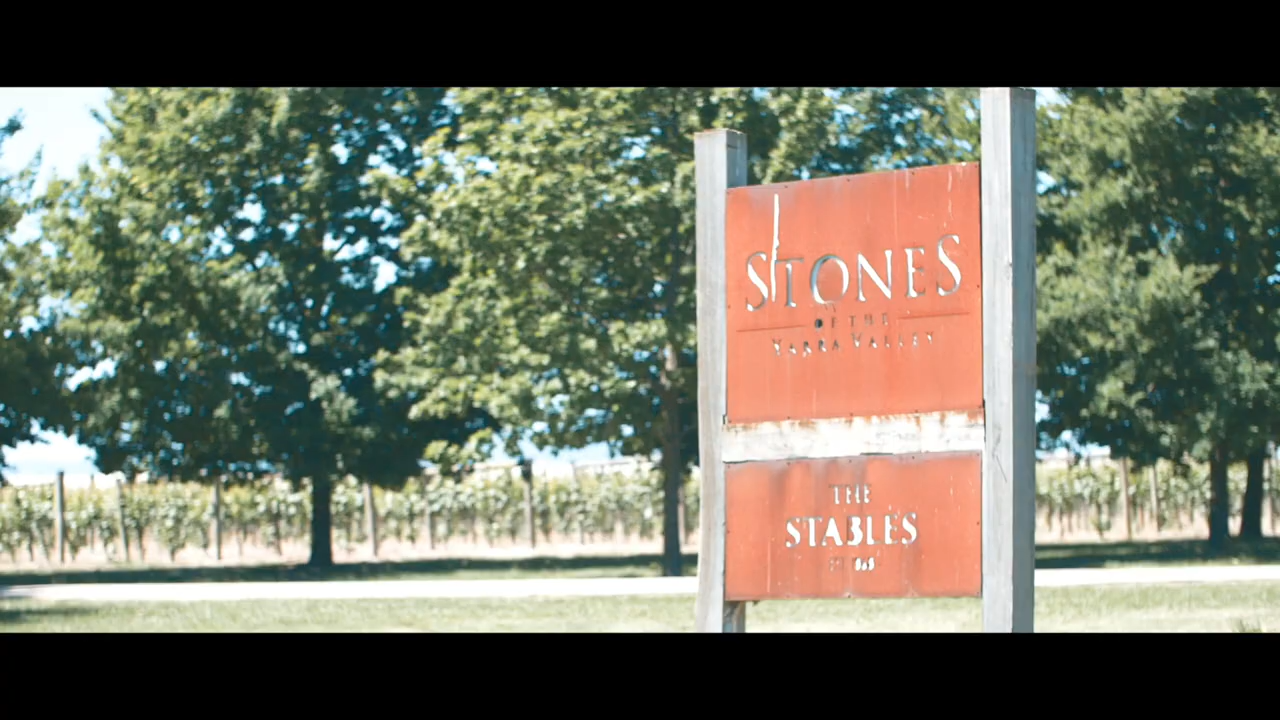 STONES
OF THE
YARRA VALLEY
THE
STABLES